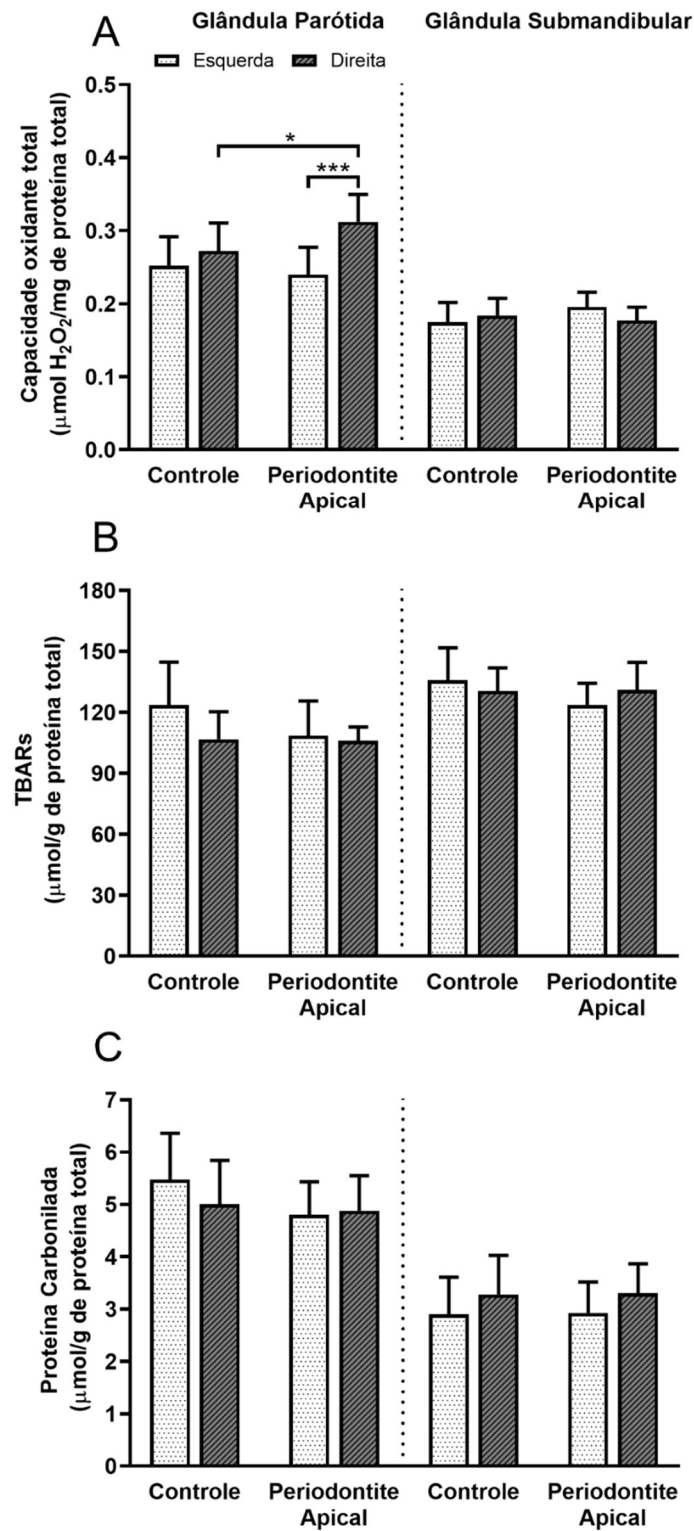 A
Glândula Parótida
Glândula Submandibular
Esquerda
Direita
Capacidade oxidante total
(μmol H₂O₂/mg de proteína total)
0.5
0.4
0.3
0.2
0.1
0.0
*
***
Controle
Periodontite
Apical
Controle
Periodontite
Apical
B
TBARs
(μmol/g de proteína total)
180
150
120
90
60
30
0
Controle
Periodontite
Apical
Controle
Periodontite
Apical
C
Proteína Carbonilada
(μmol/g de proteína total)
7
6
5
4
3
2
1
0
Controle
Periodontite
Apical
Controle
Periodontite
Apical